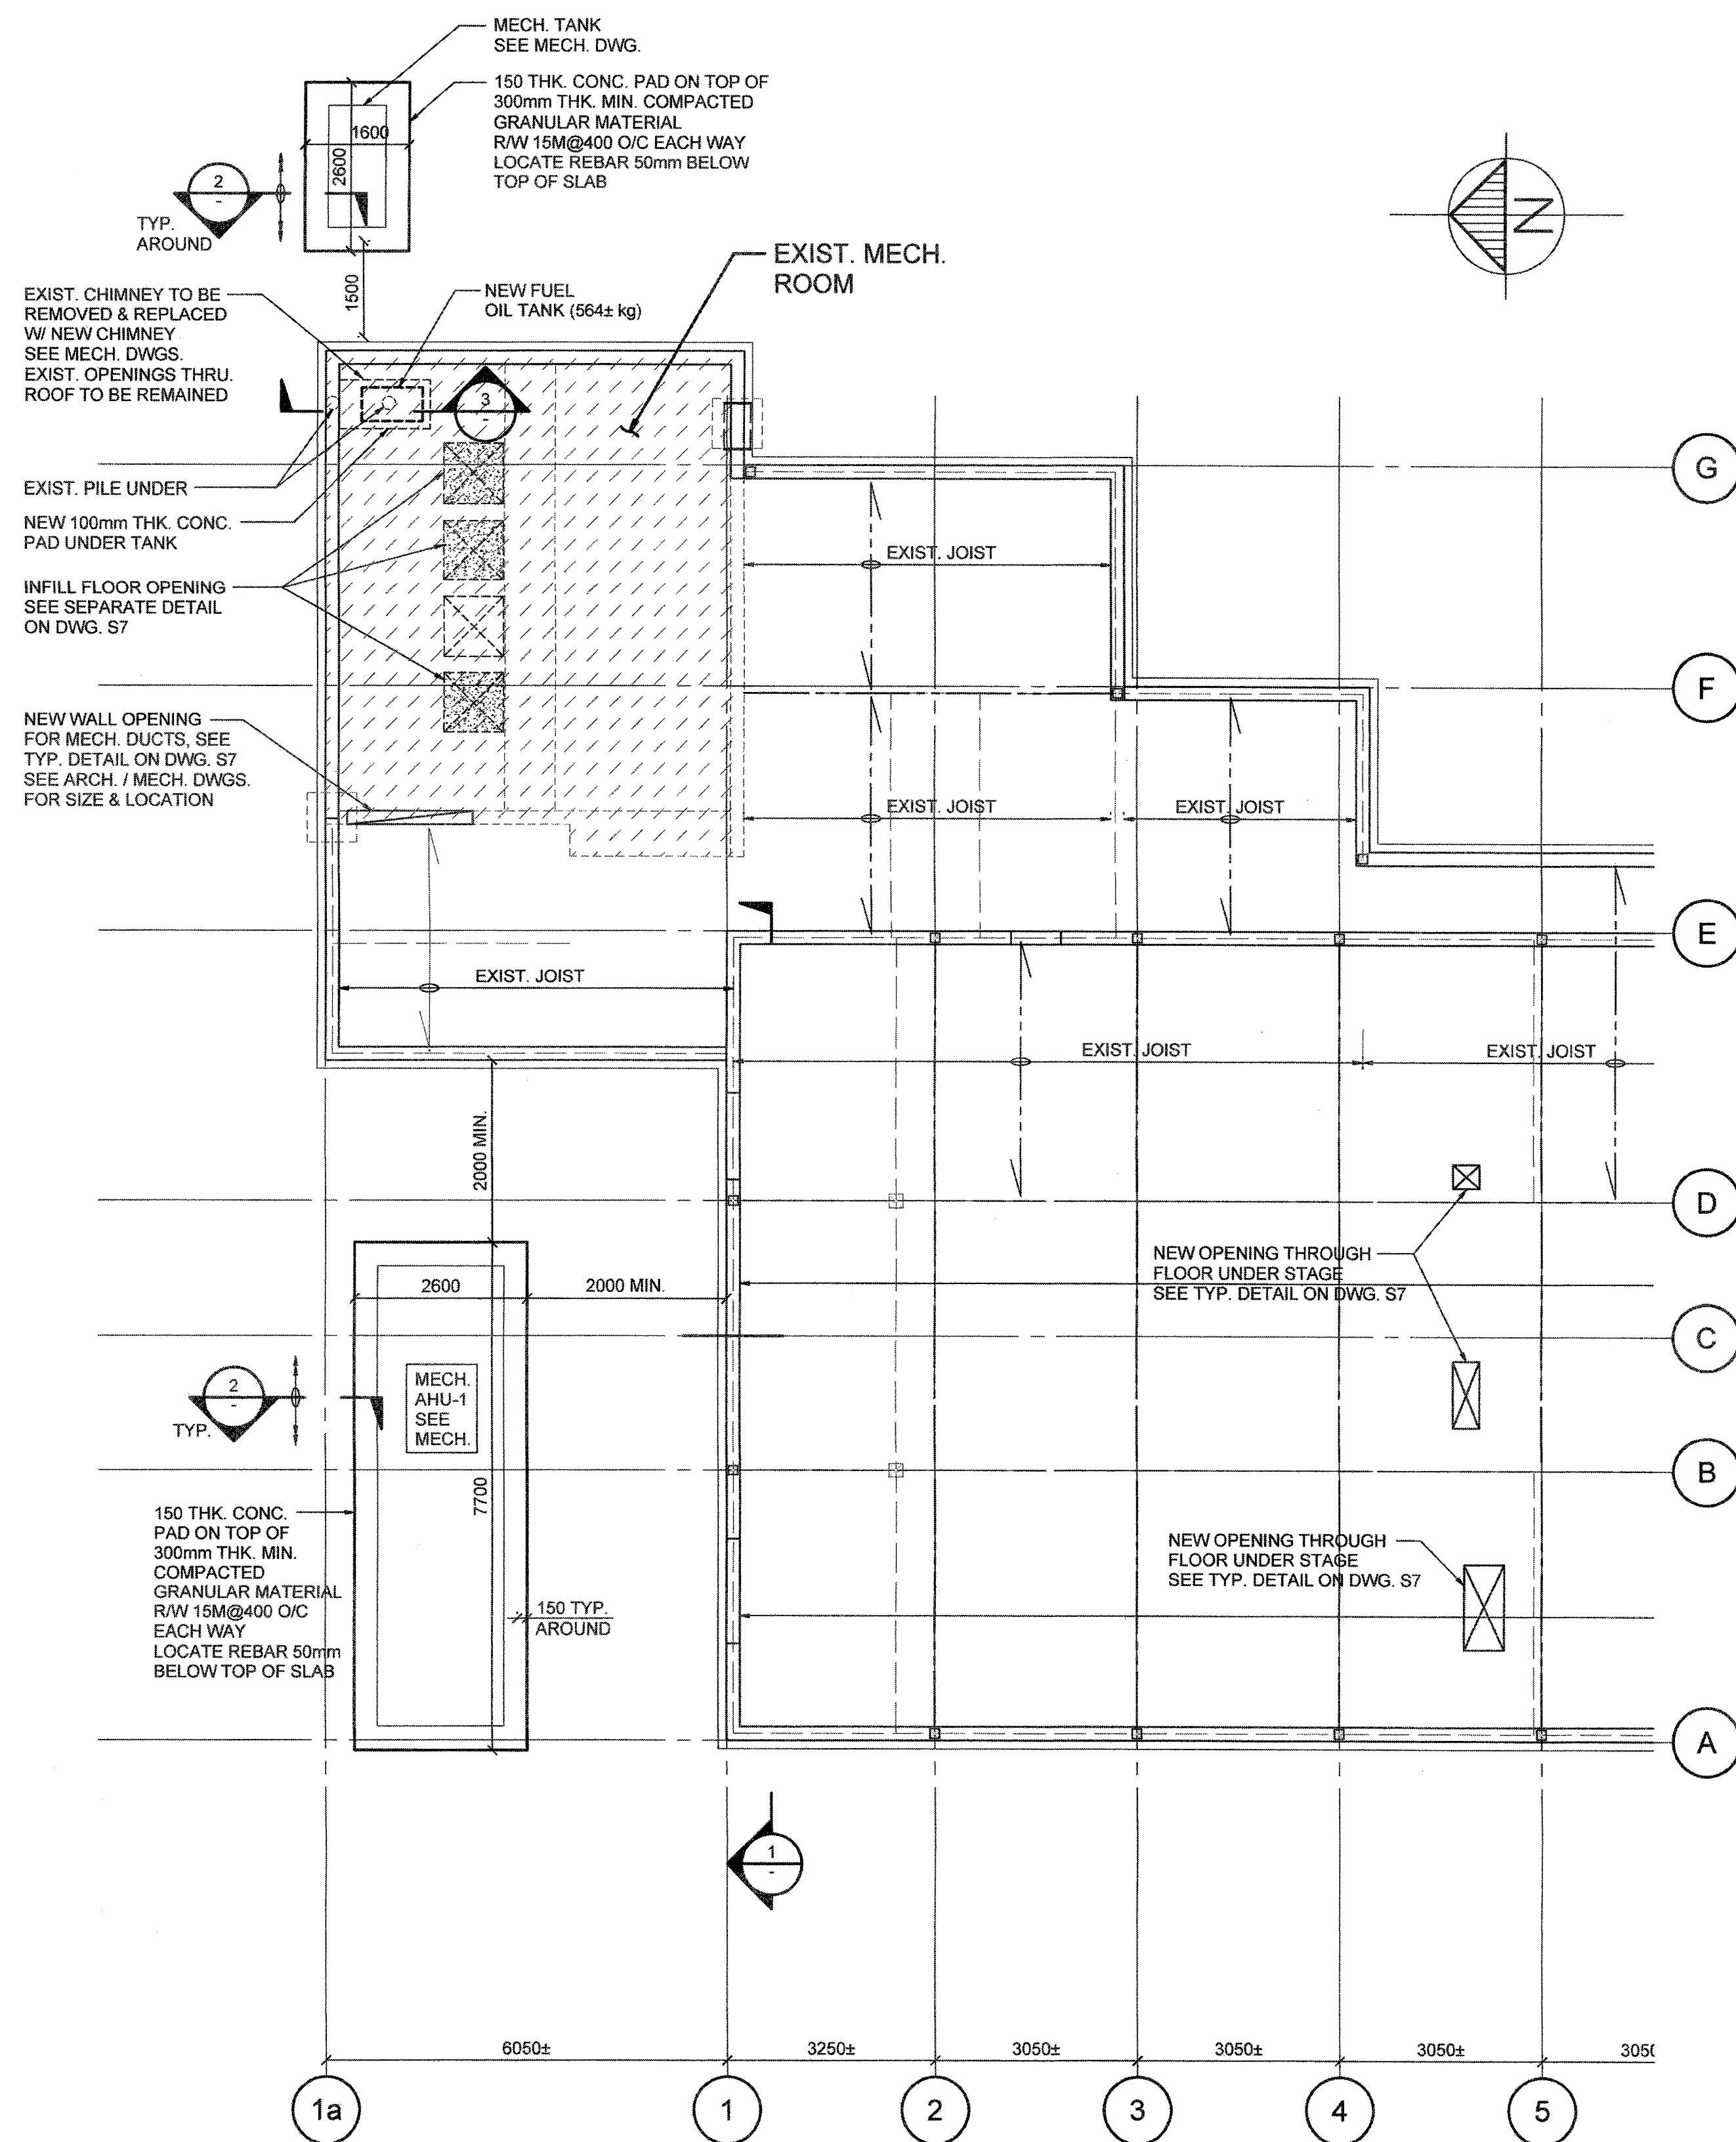 MECH. TANK
SEE MECH. DWG.
150 THK. CONC. PAD ON TOP OF
300mm THK. MIN. COMPACTED
GRANULAR MATERIAL
R/W 15M@400 O/C EACH WAY
LOCATE REBAR 50mm BELOW
TOP OF SLAB
1600
2600
2
-
TYP.
AROUND
N
1500
EXIST. MECH.
ROOM
NEW FUEL
OIL TANK (564± kg)
EXIST. CHIMNEY TO BE
REMOVED & REPLACED
W/ NEW CHIMNEY
SEE MECH. DWGS.
EXIST. OPENINGS THRU.
ROOF TO BE REMAINED
3
-
G
EXIST. PILE UNDER
NEW 100mm THK. CONC.
PAD UNDER TANK
EXIST. JOIST
INFILL FLOOR OPENING
SEE SEPARATE DETAIL
ON DWG. S7
F
NEW WALL OPENING
FOR MECH. DUCTS, SEE
TYP. DETAIL ON DWG. S7
SEE ARCH. / MECH. DWGS.
FOR SIZE & LOCATION
EXIST. JOIST
EXIST. JOIST
E
EXIST. JOIST
EXIST. JOIST
EXIST. JOIST
2000 MIN.
D
NEW OPENING THROUGH
FLOOR UNDER STAGE
SEE TYP. DETAIL ON DWG. S7
2600
2000 MIN.
C
MECH.
AHU-1
SEE
MECH.
2
-
TYP.
B
7700
150 THK. CONC.
PAD ON TOP OF
300mm THK. MIN.
COMPACTED
GRANULAR MATERIAL
R/W 15M@400 O/C
EACH WAY
LOCATE REBAR 50mm
BELOW TOP OF SLAB
NEW OPENING THROUGH
FLOOR UNDER STAGE
SEE TYP. DETAIL ON DWG. S7
150 TYP.
AROUND
A
1
-
6050±
3250±
3050±
3050±
3050±
305
1a
1
2
3
4
5